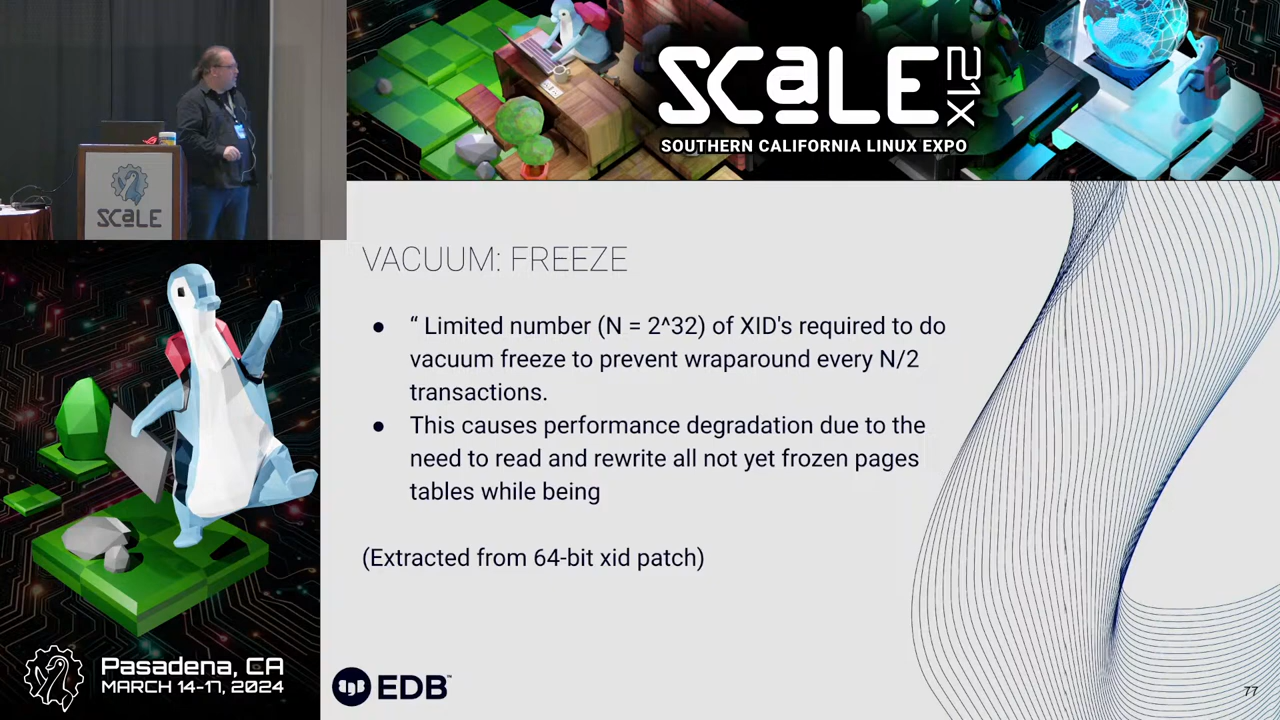 SCALE 21X
SOUTHERN CALIFORNIA LINUX EXPO
SCALE
VACUUM: FREEZE
● “ Limited number (N = 2^32) of XID's required to do
vacuum freeze to prevent wraparound every N/2
transactions.
● This causes performance degradation due to the
need to read and rewrite all not yet frozen pages
tables while being
(Extracted from 64-bit xid patch)
Pasadena, CA
MARCH 14-17, 2024
EDB™
77